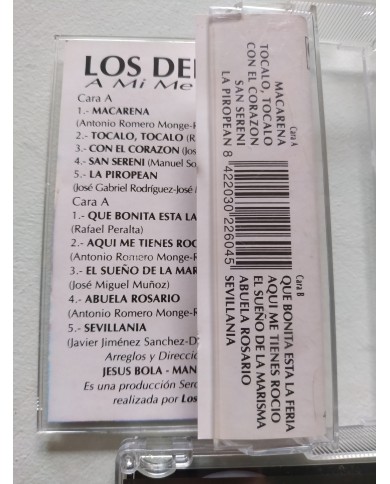 LOS DEL
A Mi Me
Cara A
1.- MACARENA
(Antonio Romero Monge-R
2.- TOCALO, TOCALO (R
3.- CON EL CORAZON (Jos
4.- SAN SERENI (Manuel So
5.- LA PIROPEAN
(José Gabriel Rodríguez-José
Cara A
1.- QUE BONITA ESTA LA
(Rafael Peralta)
2.- AQUI ME TIENES ROC
(Antonio Romero Monge-
3.- EL SUEÑO DE LA MAR
(José Miguel Muñoz)
4.- ABUELA ROSARIO
(Antonio Romero Monge-R
5.- SEVILLANIA
(Javier Jiménez Sanchez-D
Arreglos y Direcció
JESUS BOLA - MAN
Es una producción Serd
realizada por Los
Cara A
MACARENA
TOCALO, TOCALO
CON EL CORAZON
SAN SERENI
LA PIROPEAN
8 422030 226045
Cara B
QUE BONITA ESTA LA FERIA
AQUI ME TIENES ROCIO
EL SUEÑO DE LA MARISMA
ABUELA ROSARIO
SEVILLANIA